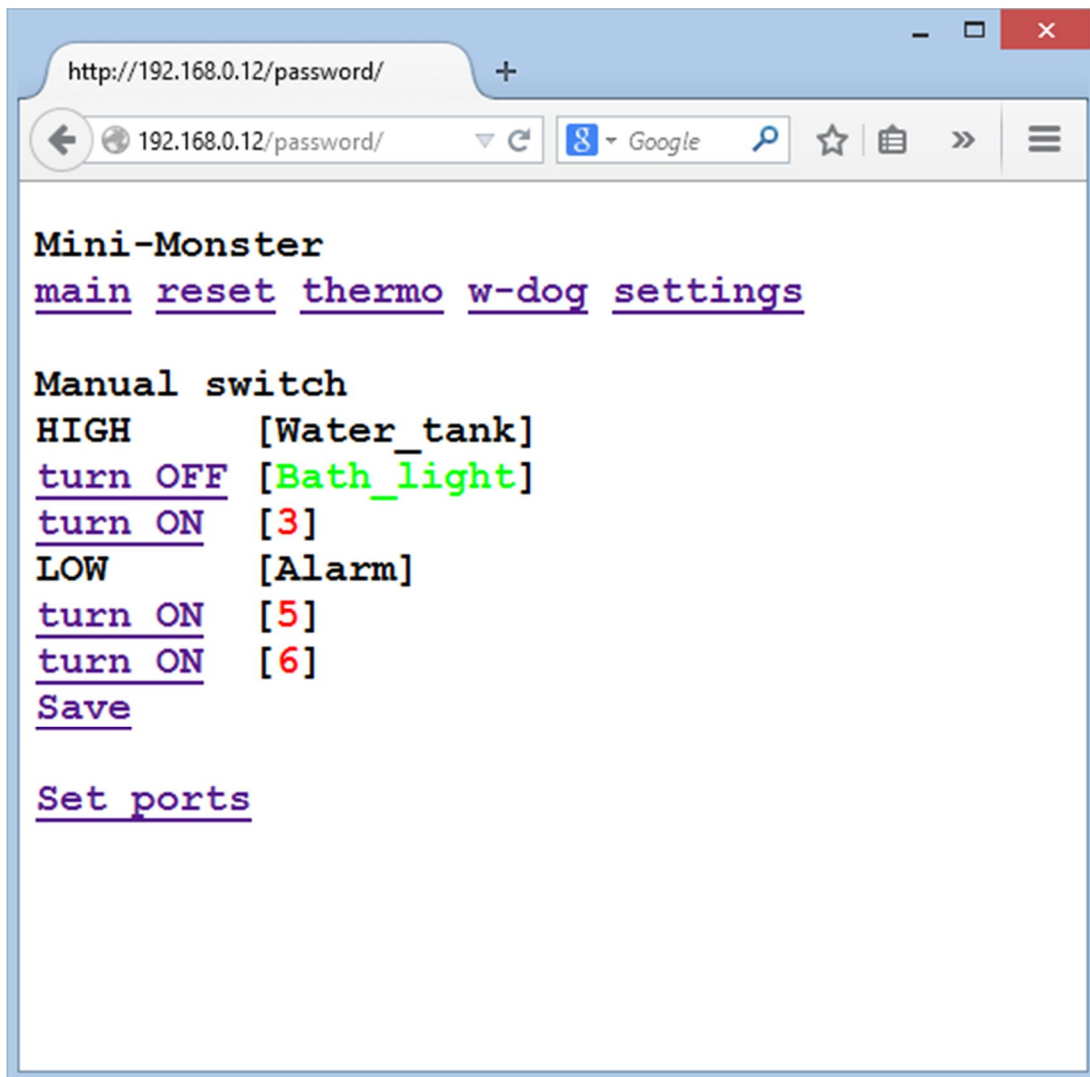 http://192.168.0.12/password/
192.168.0.12/password/ 8 Google
Mini-Monster
main reset thermo w-dog settings
Manual switch
HIGH [Water_tank]
turn OFF [Bath_light]
turn ON [3]
LOW [Alarm]
turn ON [5]
turn ON [6]
Save
Set ports